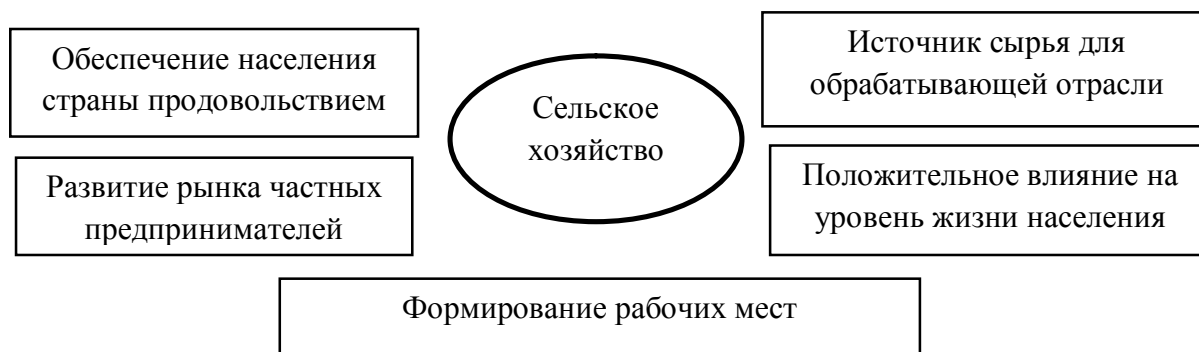 Обеспечение населения
страны продовольствием
Развитие рынка частных
предпринимателей
Сельское
хозяйство
Источник сырья для
обрабатывающей отрасли
Положительное влияние на
уровень жизни населения
Формирование рабочих мест